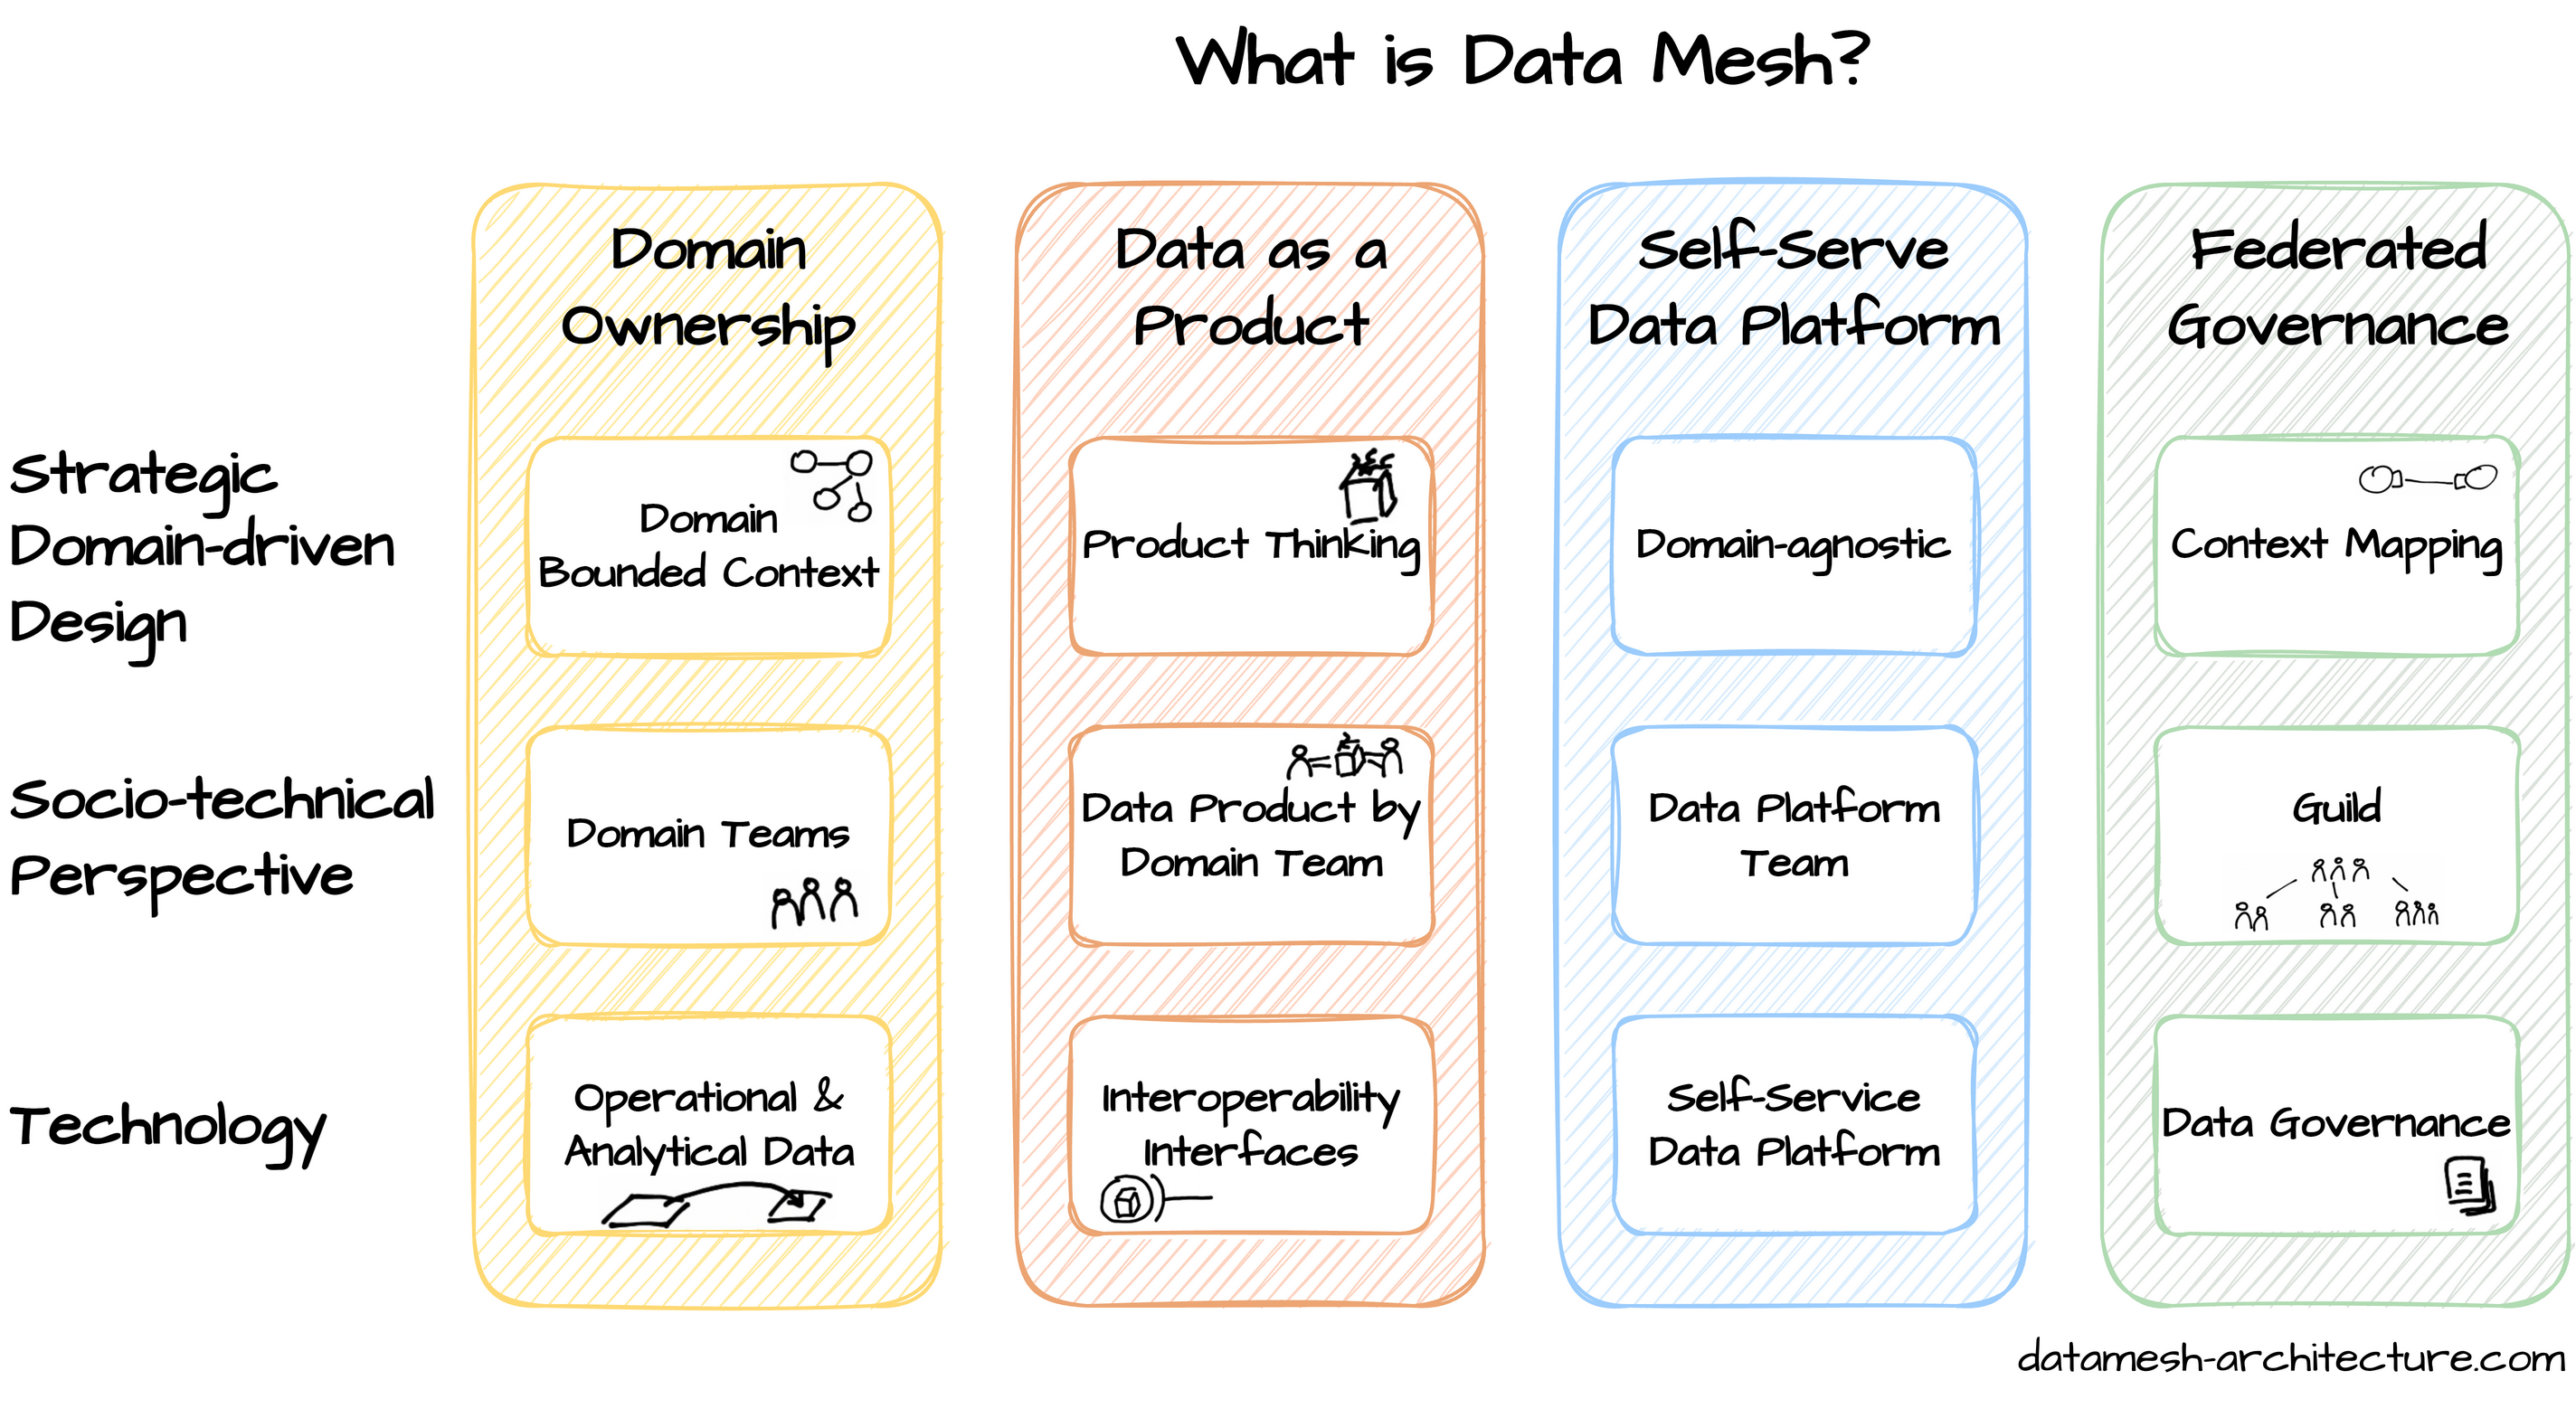 What is Data Mesh?
Domain
Ownership
Data as a
Product
Self-Serve
Data Platform
Federated
Governance
Strategic
Domain-driven
Design
Domain
Bounded Context
Product Thinking
Domain-agnostic
Context Mapping
Socio-technical
Perspective
Domain Teams
Data Product by
Domain Team
Data Platform
Team
Guild
Technology
Operational &
Analytical Data
Interoperability
Interfaces
Self-Service
Data Platform
Data Governance
datamesh-architecture.com